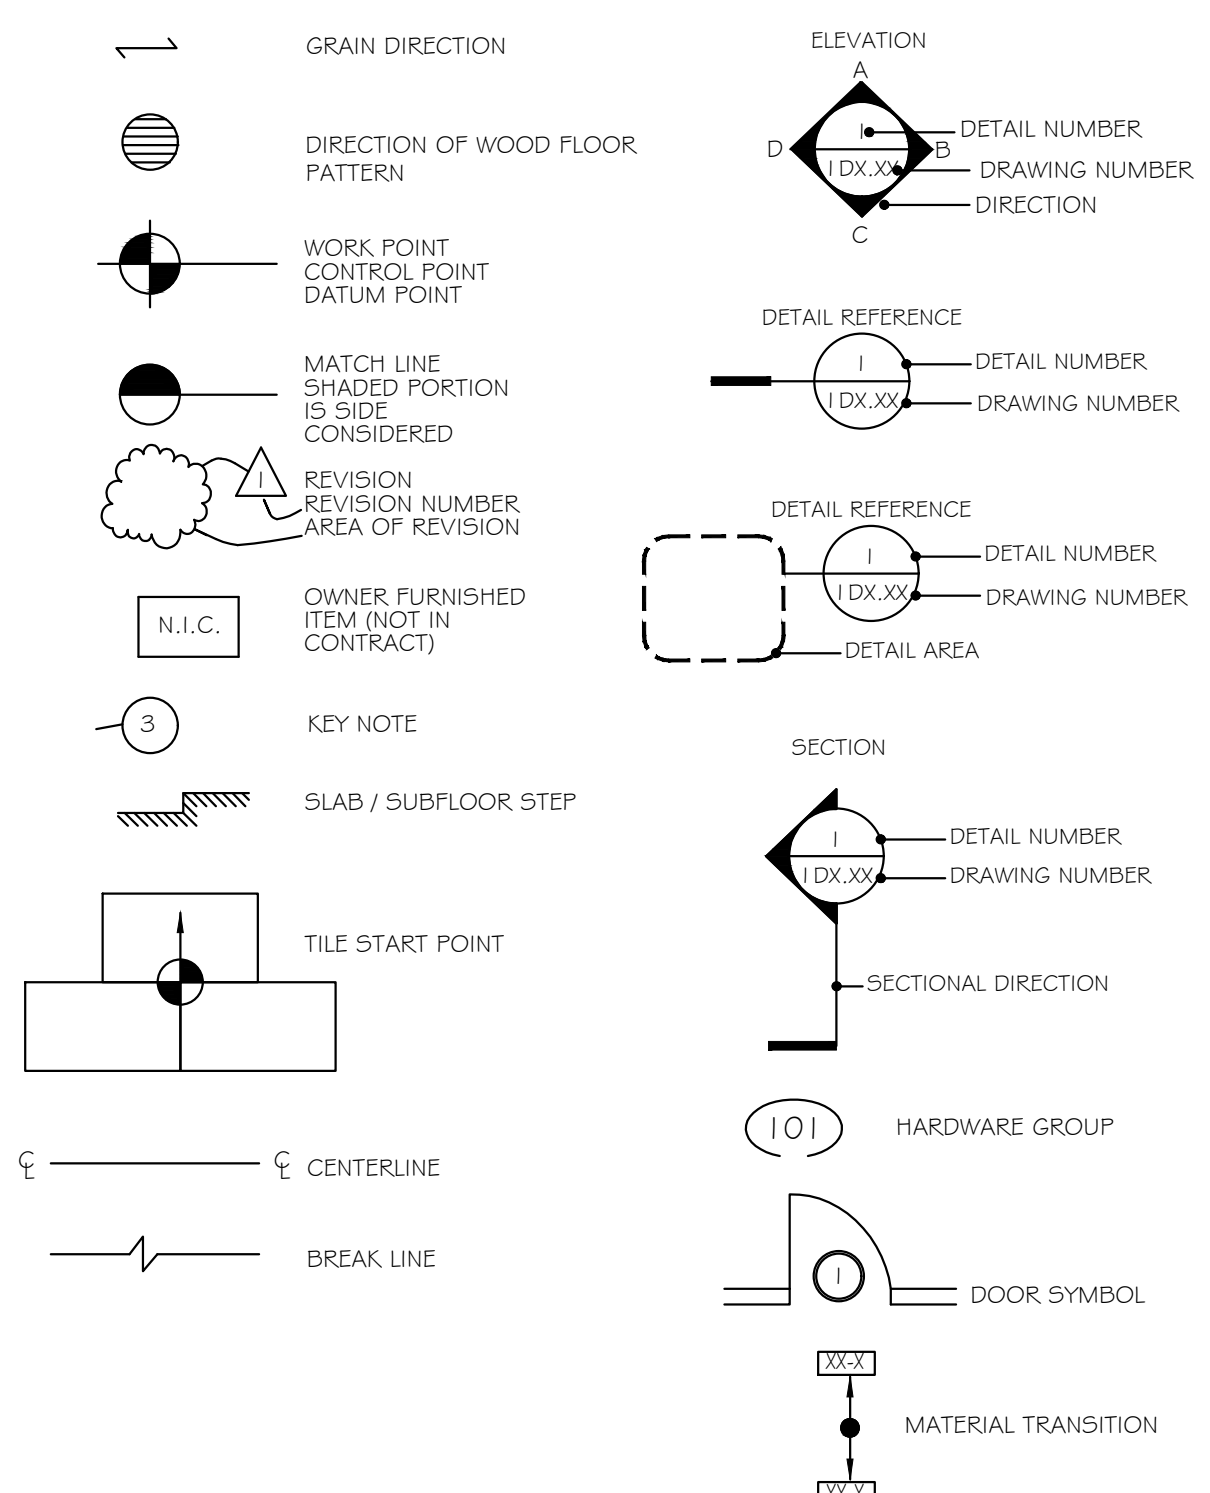 GRAIN DIRECTION
DIRECTION OF WOOD FLOOR
PATTERN
WORK POINT
CONTROL POINT
DATUM POINT
MATCH LINE
SHADED PORTION
IS SIDE
CONSIDERED
1
REVISION
REVISION NUMBER
AREA OF REVISION
N.I.C.
OWNER FURNISHED
ITEM (NOT IN
CONTRACT)
3
KEY NOTE
SLAB / SUBFLOOR STEP
TILE START POINT
℄
℄
CENTERLINE
BREAK LINE
ELEVATION
A
1
DETAIL NUMBER
D
B
1 DX.XX
DRAWING NUMBER
DIRECTION
C
DETAIL REFERENCE
1
DETAIL NUMBER
1 DX.XX
DRAWING NUMBER
DETAIL REFERENCE
1
DETAIL NUMBER
1 DX.XX
DRAWING NUMBER
DETAIL AREA
SECTION
1
DETAIL NUMBER
1 DX.XX
DRAWING NUMBER
SECTIONAL DIRECTION
101
HARDWARE GROUP
1
DOOR SYMBOL
XX-X
MATERIAL TRANSITION